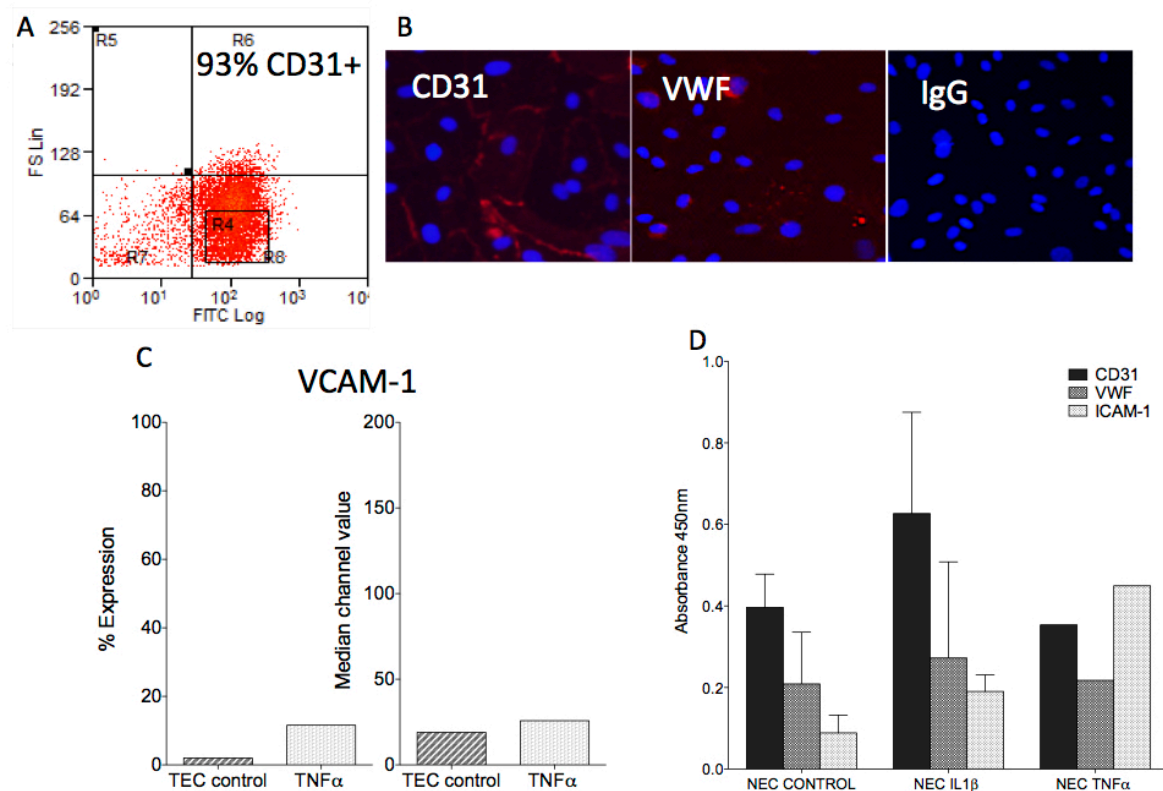 A
256
192
128
64
0
FS Lin
R5
R6
93% CD31+
R4
R7
R8
10⁰
10¹
10²
10³
FITC Log
B
CD31
VWF
IgG
C
VCAM-1
% Expression
100
80
60
40
20
0
TEC control
TNFα
Median channel value
200
150
100
50
0
TEC control
TNFα
D
Absorbance 450nm
1.0
0.8
0.6
0.4
0.2
0.0
CD31
VWF
ICAM-1
NEC CONTROL
NEC IL1β
NEC TNFα